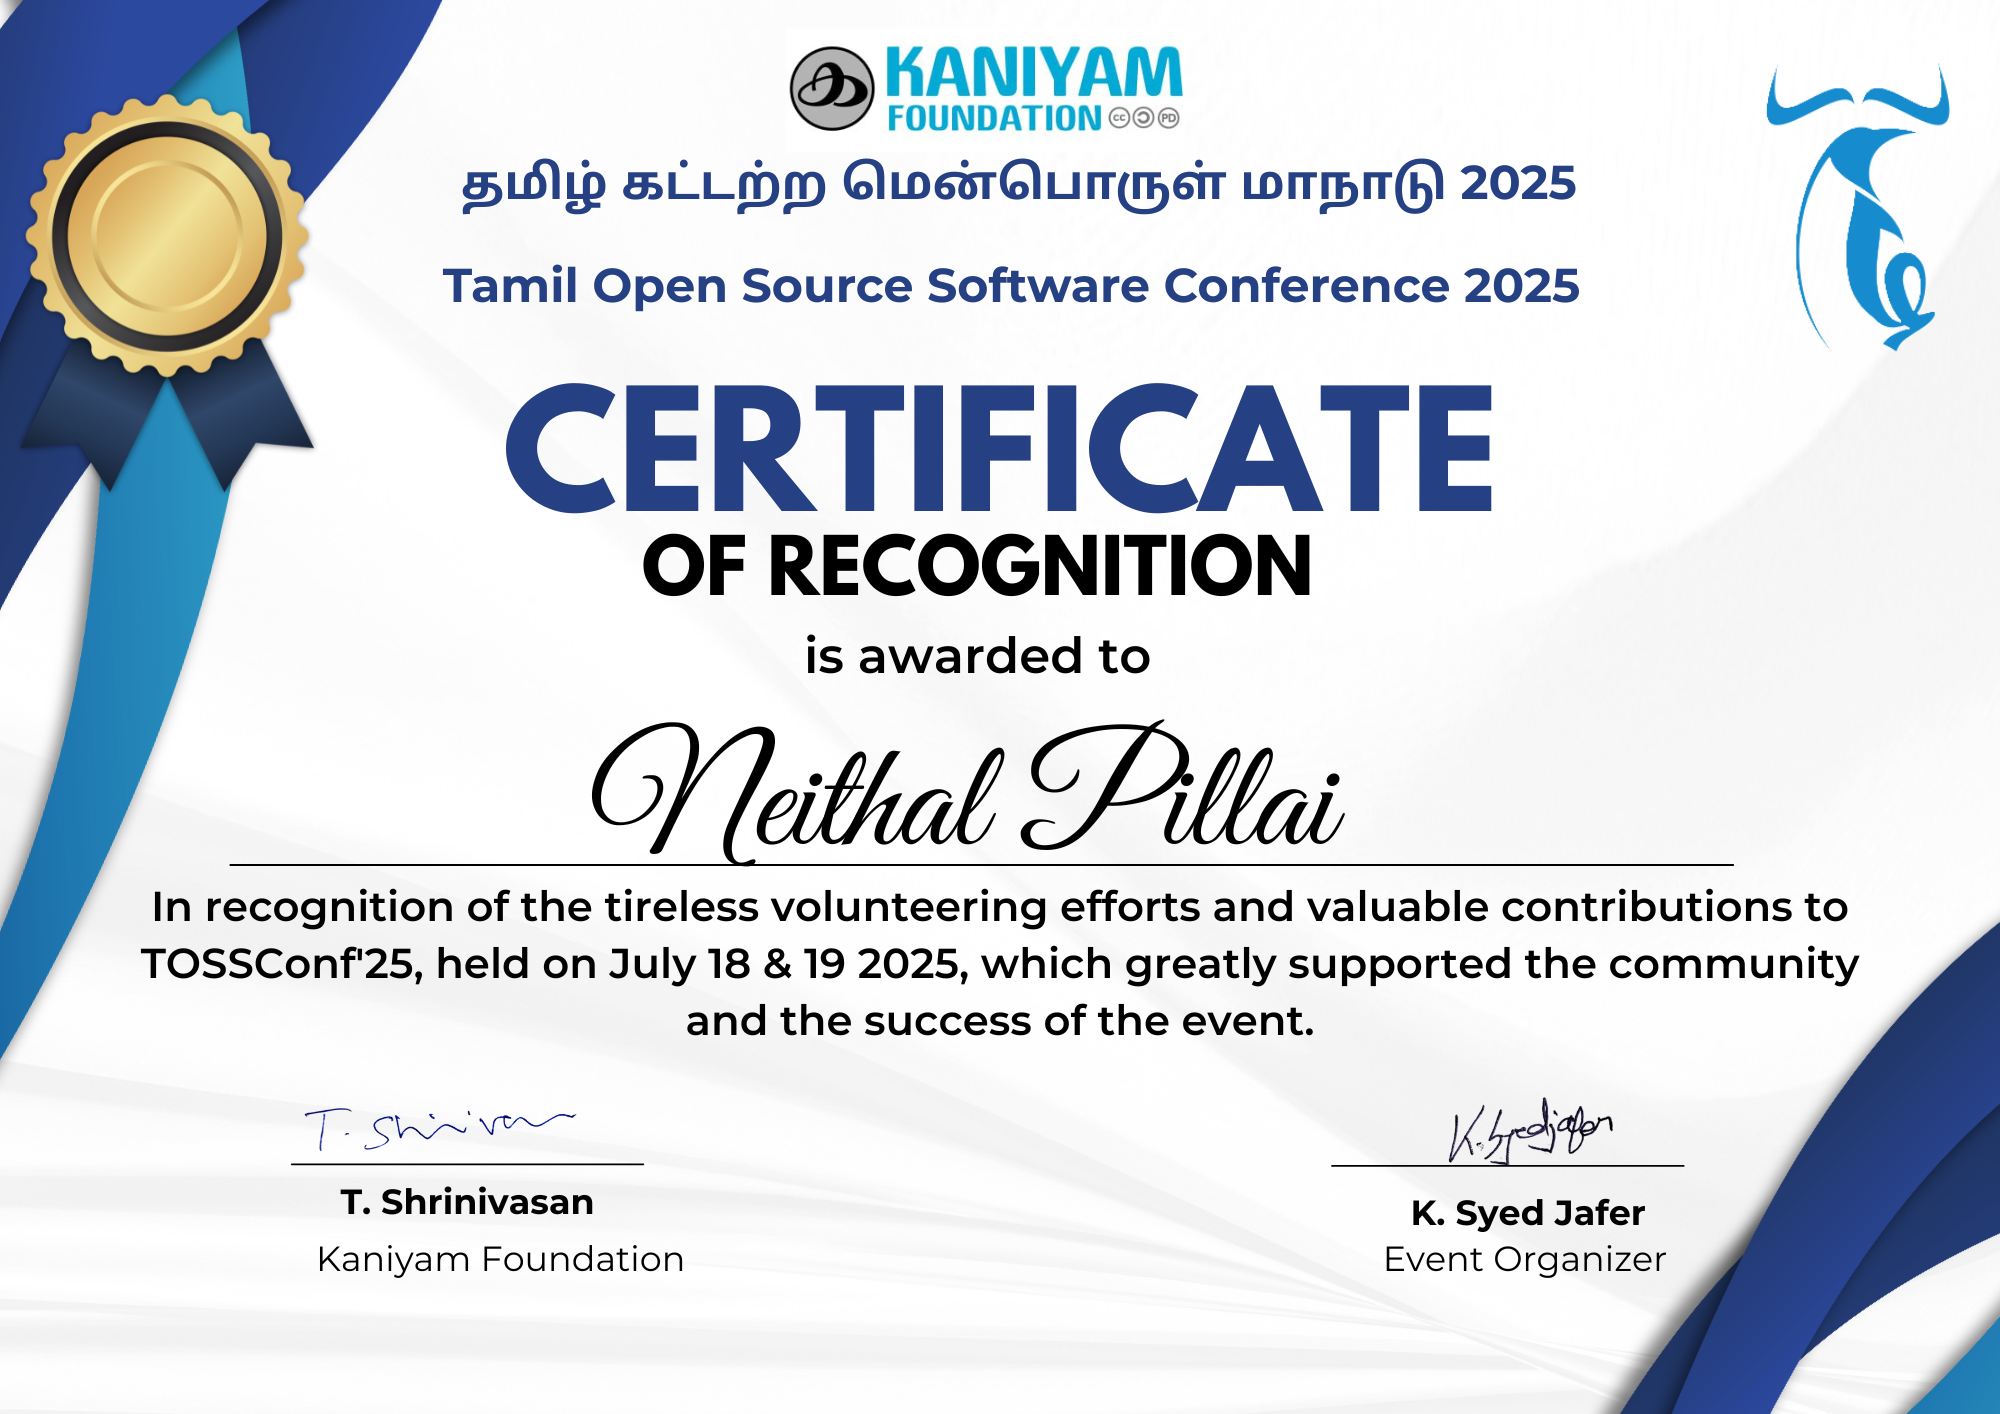 KANIYAM
FOUNDATION
தமிழ் கட்டற்ற மென்பொருள் மாநாடு 2025
Tamil Open Source Software Conference 2025
CERTIFICATE
OF RECOGNITION
is awarded to
Neithal Pillai
In recognition of the tireless volunteering efforts and valuable contributions to
TOSSConf'25, held on July 18 & 19 2025, which greatly supported the community
and the success of the event.
T. Shrinivasan
Kaniyam Foundation
K. Syedjafer
K. Syed Jafer
Event Organizer